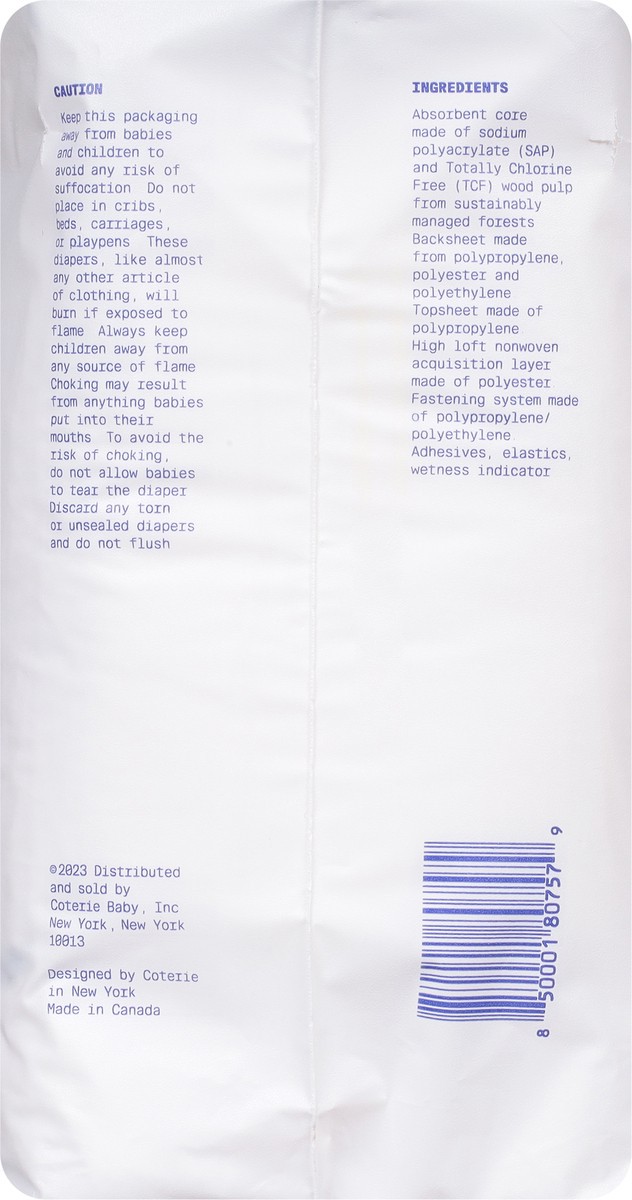 CAUTION
Keep this packaging
away from babies
and children to
avoid any risk of
suffocation Do not
place in cribs,
beds, carriages,
or playpens These
diapers, like almost
any other article
of clothing, will
burn if exposed to
flame Always keep
children away from
any source of flame
Choking may result
from anything babies
put into their
mouths To avoid the
risk of choking,
do not allow babies
to tear the diaper
Discard any torn
or unsealed diapers
and do not flush
INGREDIENTS
Absorbent core
made of sodium
polyacrylate (SAP)
and Totally Chlorine
Free (TCF) wood pulp
from sustainably
managed forests
Backsheet made
from polypropylene,
polyester and
polyethylene
Topsheet made of
polypropylene
High loft nonwoven
acquisition layer
made of polyester
Fastening system made
of polypropylene/
polyethylene.
Adhesives, elastics,
wetness indicator
©2023 Distributed
and sold by
Coterie Baby, Inc
New York, New York
10013
Designed by Coterie
in New York
Made in Canada
8 50001 80757 9